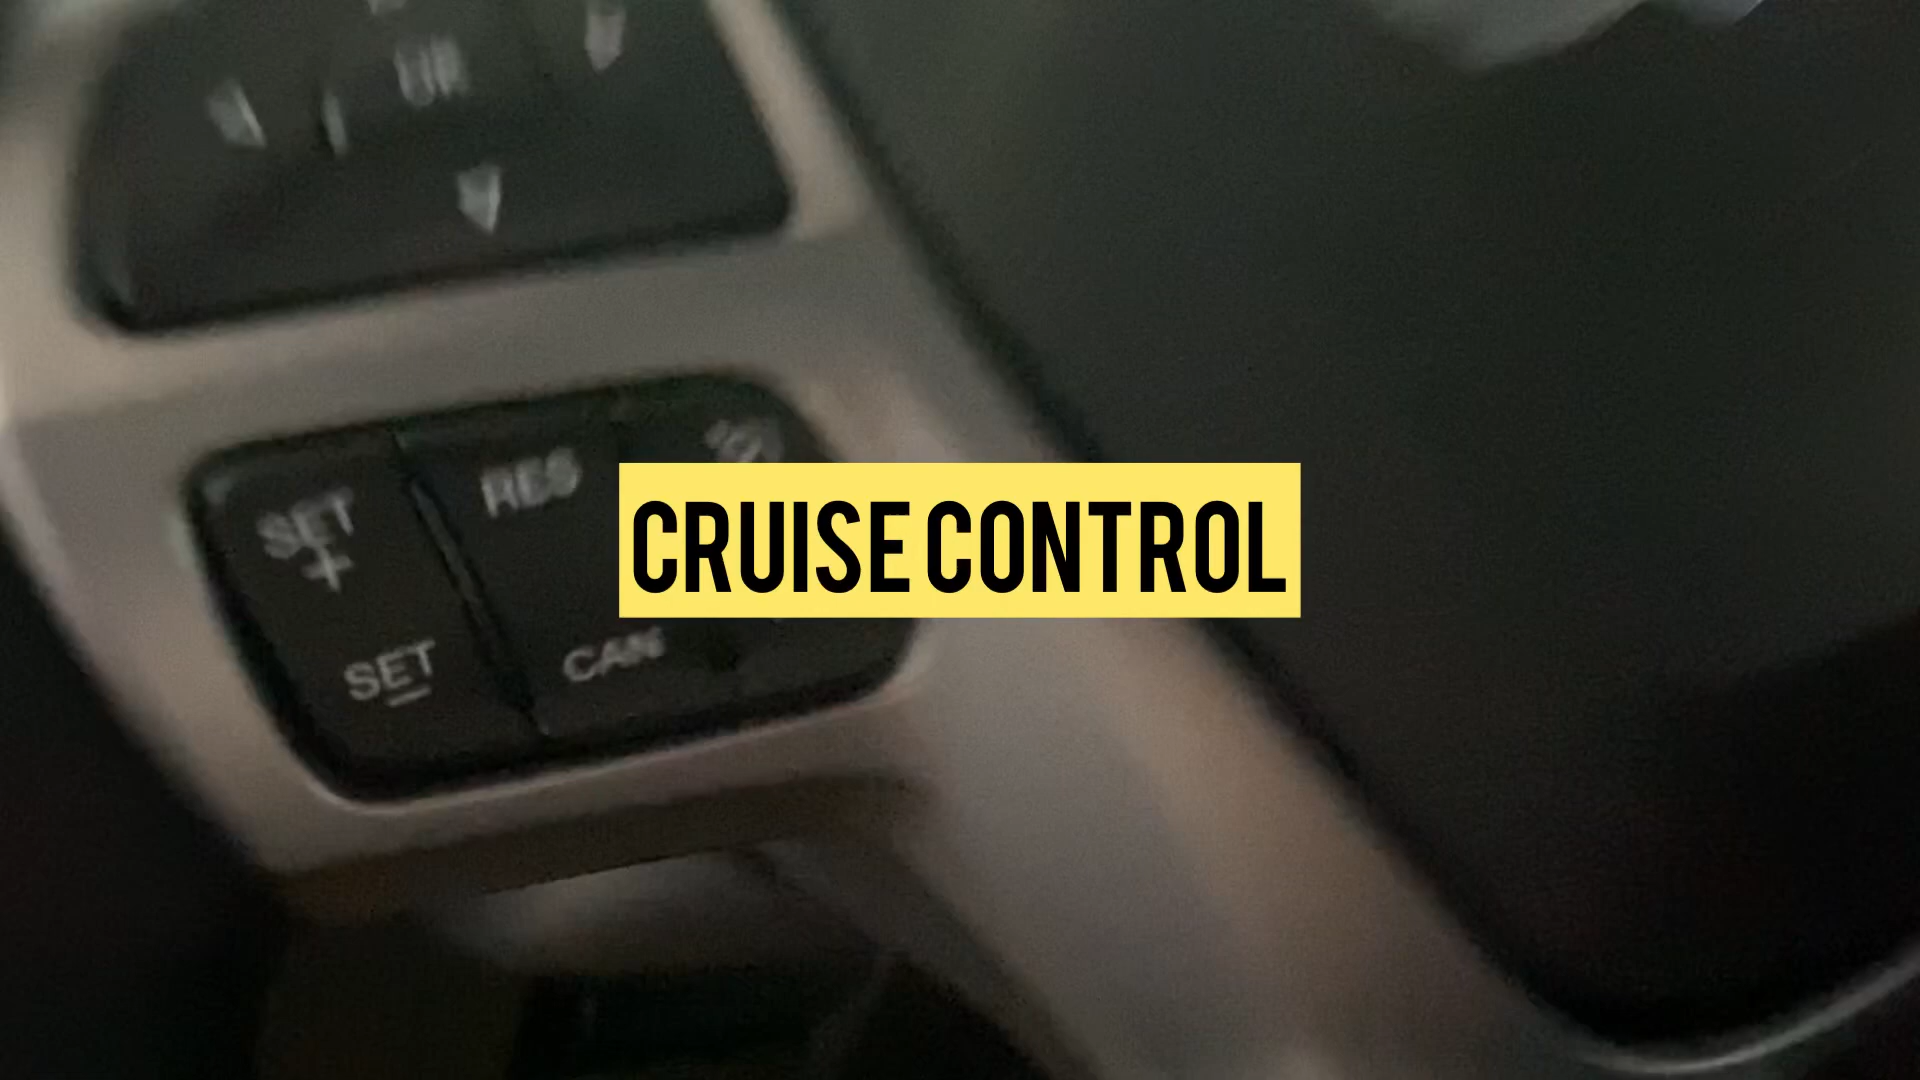 RES
SET
+
CRUISE CONTROL
SET
-
CAN